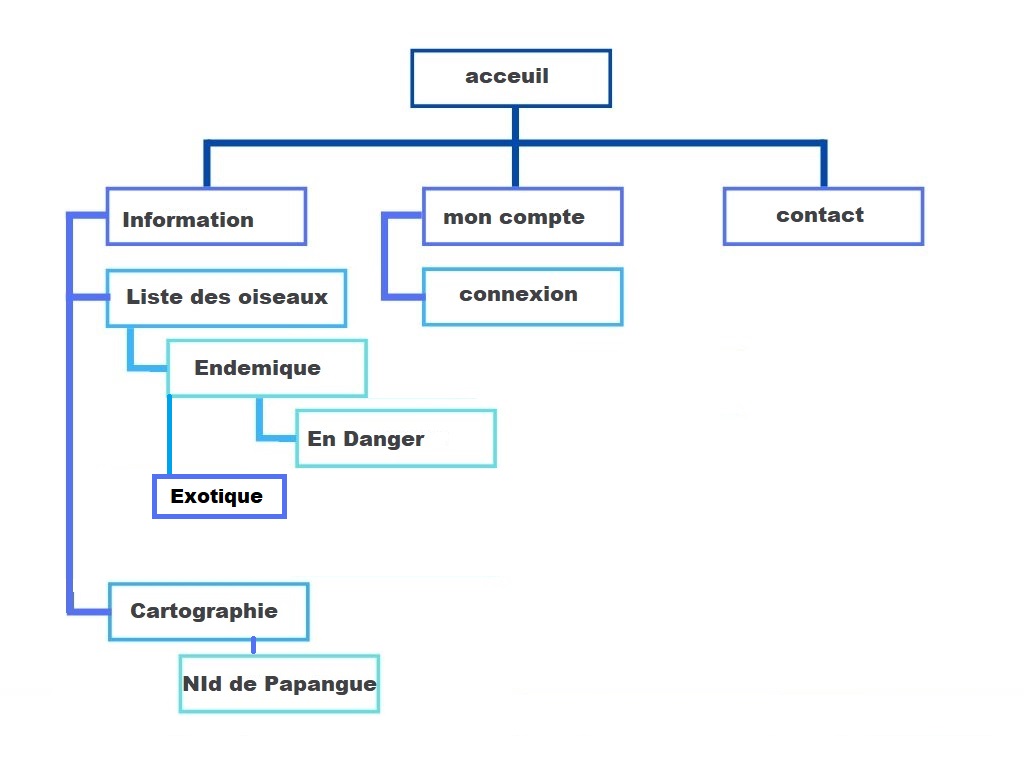 acceuil
Information
mon compte
contact
Liste des oiseaux
connexion
Endemique
En Danger
Exotique
Cartographie
NId de Papangue